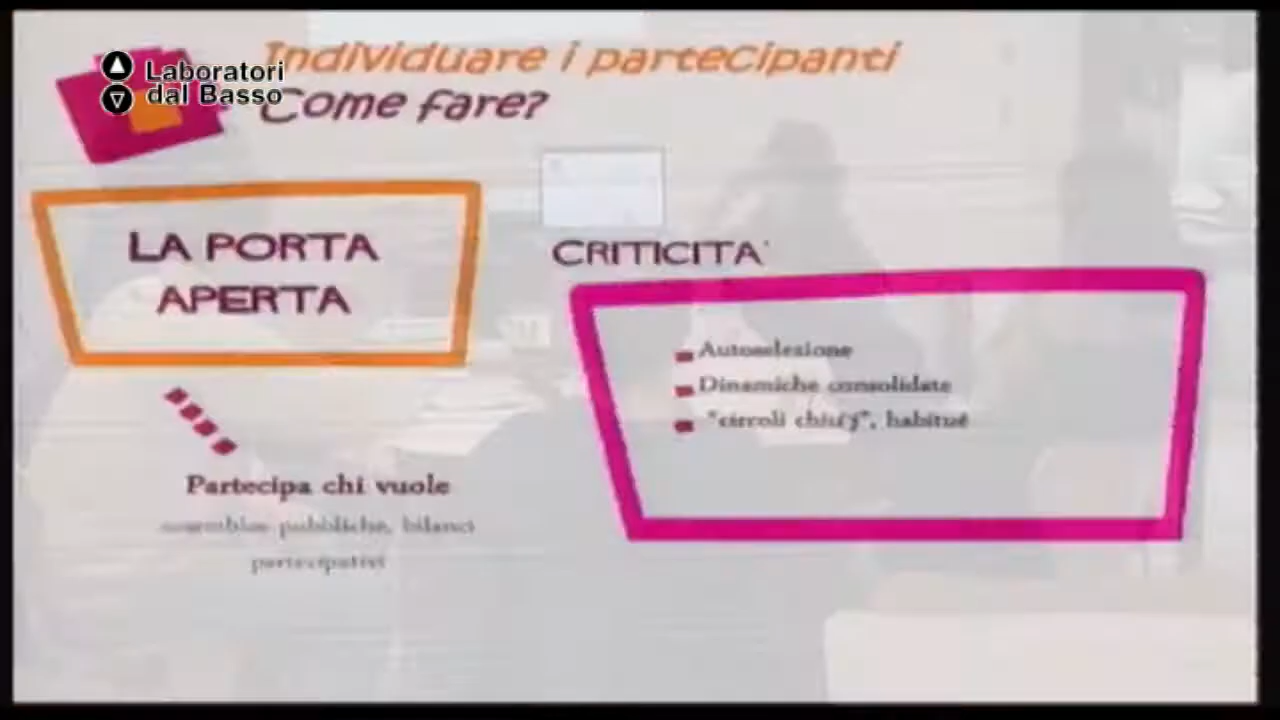 Laboratori
dal Basso
Individuare i partecipanti
Come fare?
LA PORTA
APERTA
CRITICITA'
Autoselezione
Dinamiche consolidate
"circoli chiusi", habitué
Partecipa chi vuole
assemblee pubbliche, bilanci
partecipativi